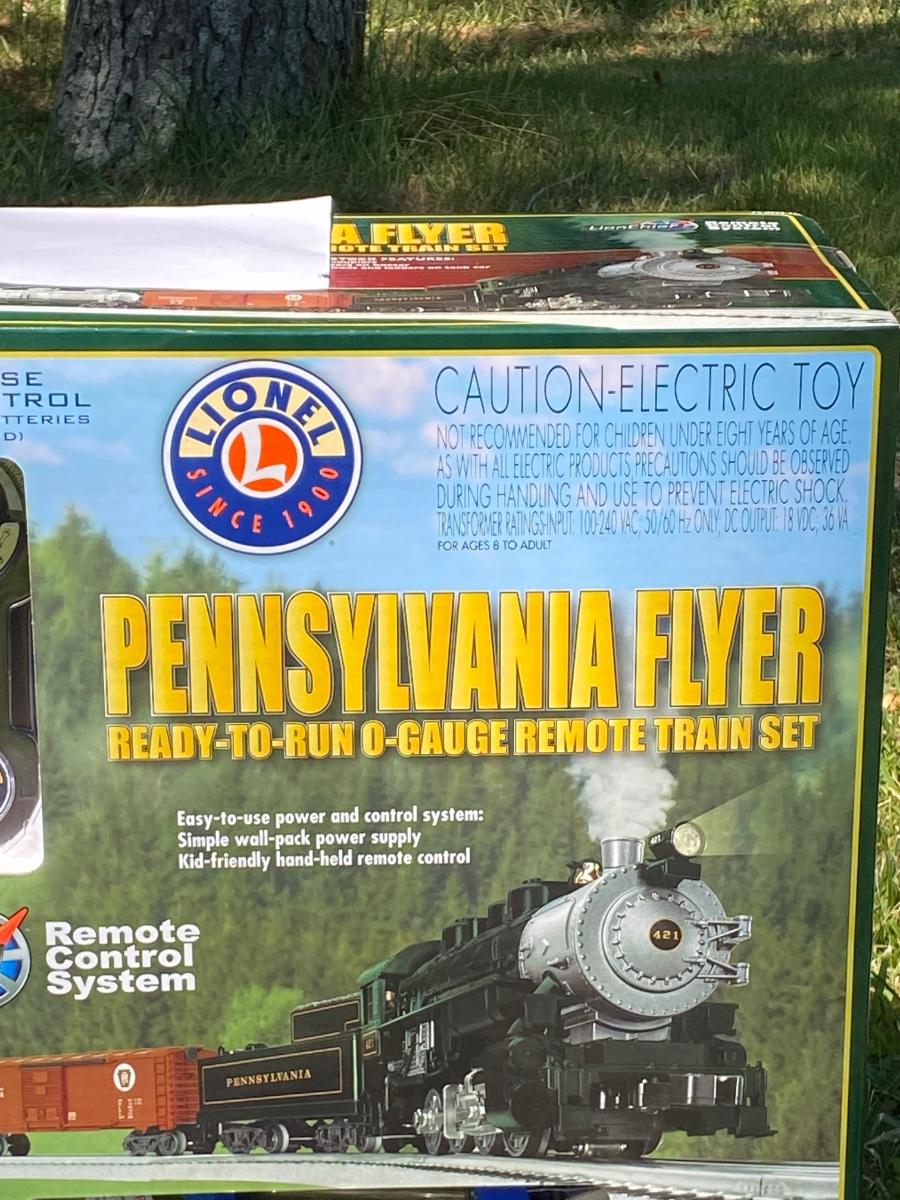 A FLYER
OTE TRAIN SET
LIONCHIEF
PENNSYLVANIA
SE
TROL
TTERIES
D)
LIONEL
L
SINCE 1900
CAUTION-ELECTRIC TOY
NOT RECOMMENDED FOR CHILDREN UNDER EIGHT YEARS OF AGE.
AS WITH ALL ELECTRIC PRODUCTS, PRECAUTIONS SHOULD BE OBSERVED
DURING HANDLING AND USE TO PREVENT ELECTRIC SHOCK.
TRANSFORMER RATINGS-INPUT: 100-240 VAC; 50/60 Hz ONLY; DC OUTPUT: 18 VDC, 36 VA
FOR AGES 8 TO ADULT
PENNSYLVANIA FLYER
READY-TO-RUN O-GAUGE REMOTE TRAIN SET
Easy-to-use power and control system:
Simple wall-pack power supply
Kid-friendly hand-held remote control
421
Remote
Control
System
421
421
PENNSYLVANIA